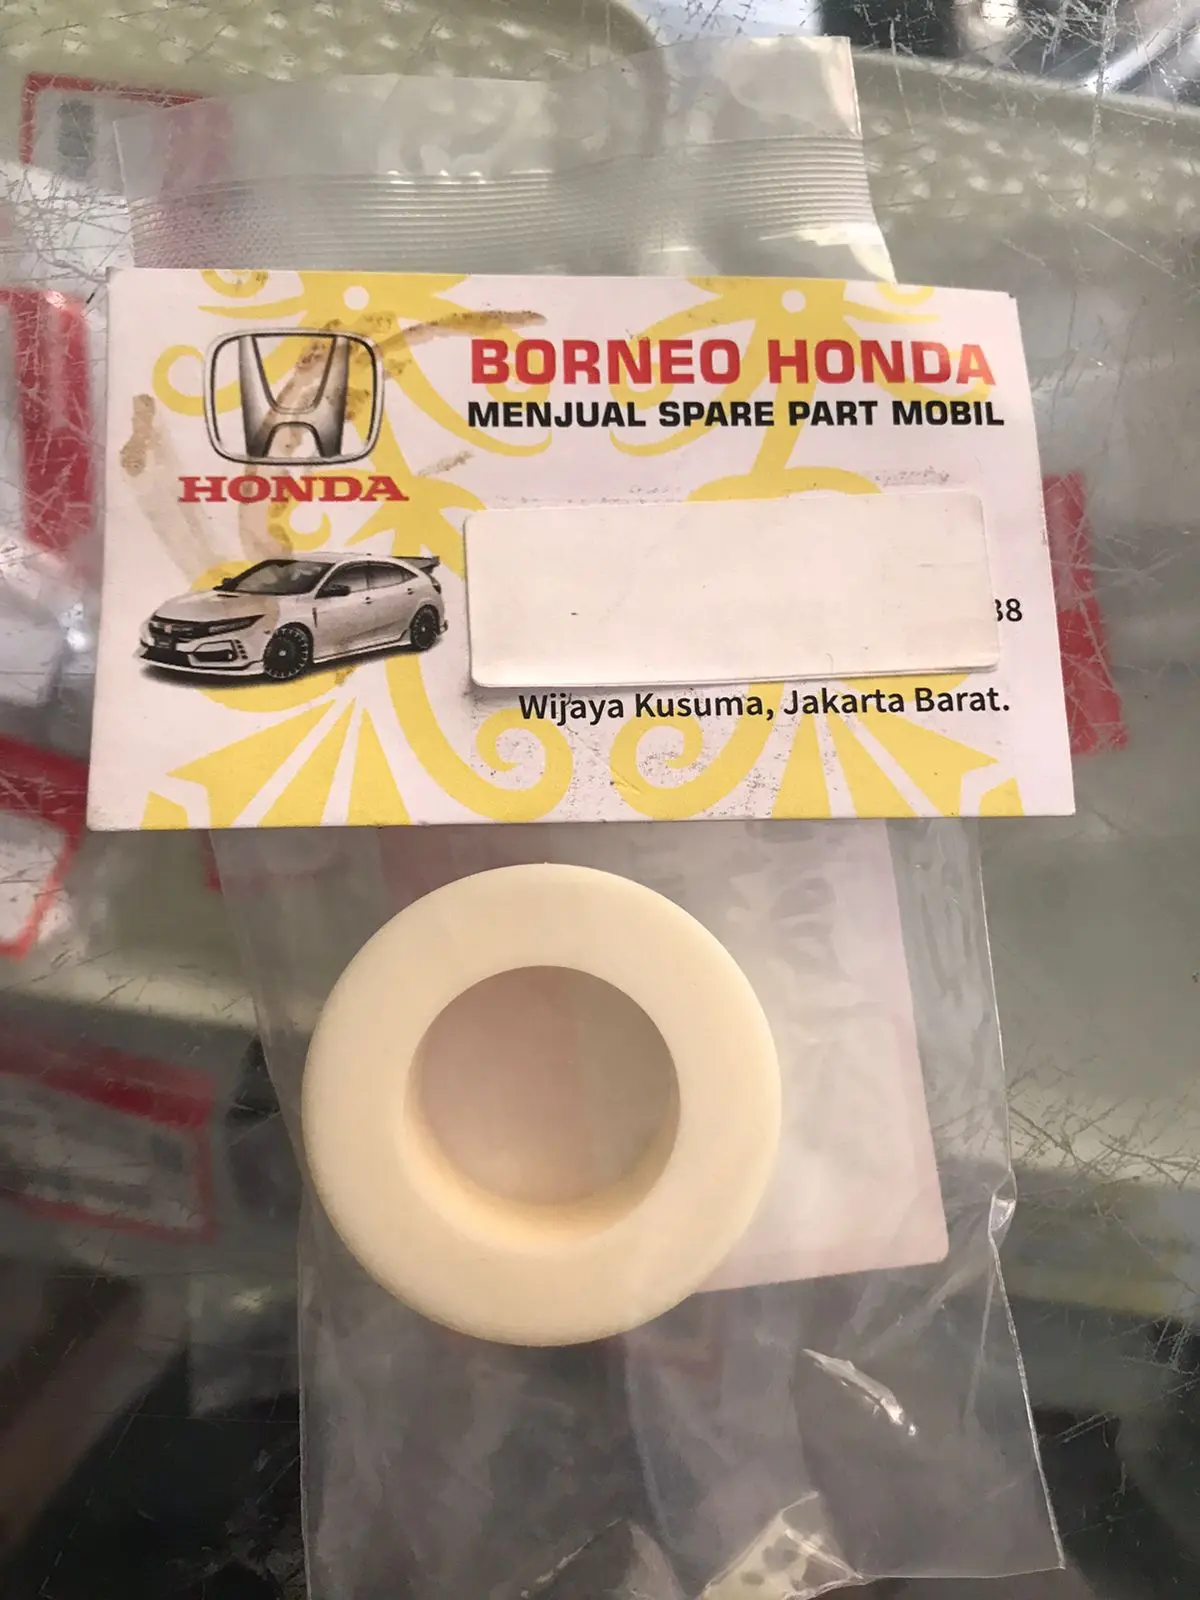 BORNEO HONDA
MENJUAL SPARE PART MOBIL
HONDA
38
Wijaya Kusuma, Jakarta Barat.